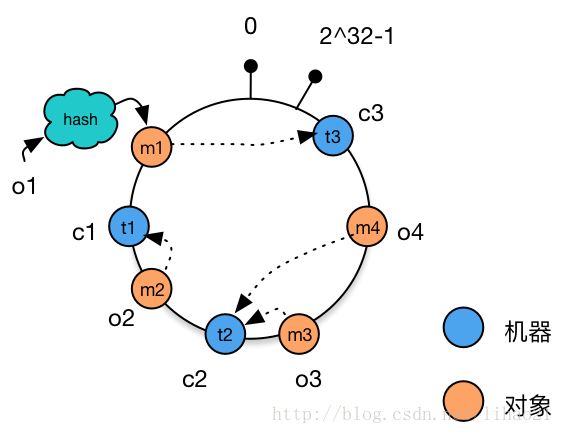 0
2^32-1
c3
hash
m1
t3
o1
c1
t1
m4
o4
m2
o2
t2
m3
机器
c2
o3
对象